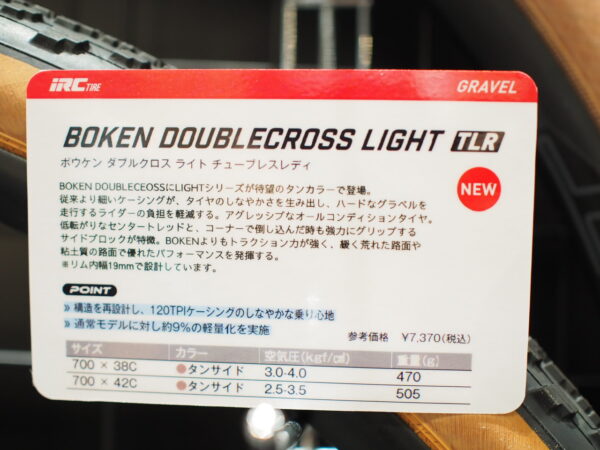 iRC TIRE
GRAVEL
BOKEN DOUBLECROSS LIGHT TLR
ボウケン ダブルクロス ライト チューブレスレディ
NEW
BOKEN DOUBLECEOSSにLIGHTシリーズが待望のタンカラーで登場。
従来より細いケーシングが、タイヤのしなやかさを生み出し、ハードなグラベルを
走行するライダーの負担を軽減する。アグレッシブなオールコンディションタイヤ。
低転がりなセンタートレッドと、コーナーで倒し込んだ時も強力にグリップする
サイドブロックが特徴。BOKENよりもトラクション力が強く、緩く荒れた路面や
粘土質の路面で優れたパフォーマンスを発揮する。
※リム内幅19mmで設計しています。
POINT
» 構造を再設計し、120TPIケーシングのしなやかな乗り心地
» 通常モデルに対し約9%の軽量化を実施
参考価格 ¥7,370(税込)
サイズ カラー 空気圧(kgf/㎠) 重量(g)
700 × 38C ●タンサイド 3.0-4.0 470
700 × 42C ●タンサイド 2.5-3.5 505